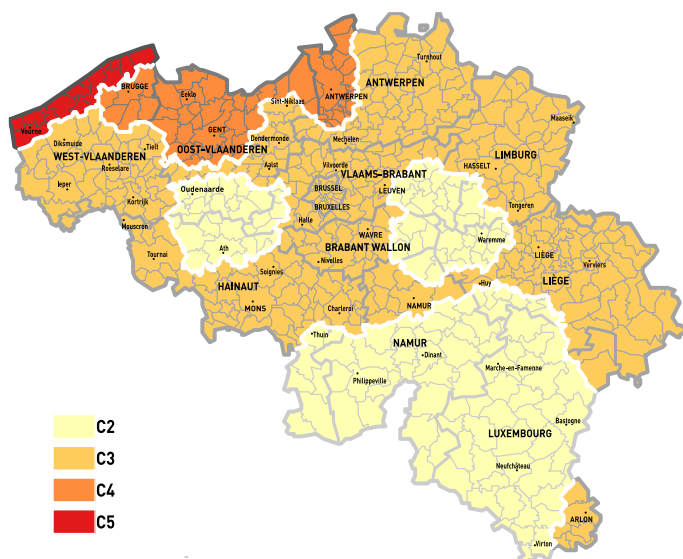 Turnhout
BRUGGE
Eeklo
ANTWERPEN
Sint-Niklaas
ANTWERPEN
Maaseik
Veurne
GENT
Diksmuide
Tielt
OOST-VLAANDEREN
Dendermonde
Mechelen
WEST-VLAANDEREN
LIMBURG
Roeselare
Aalst
Vilvoorde
VLAAMS-BRABANT
HASSELT
Ieper
Oudenaarde
BRUSSEL
LEUVEN
Kortrijk
BRUXELLES
Tongeren
Mouscron
Halle
WAVRE
Waremme
Ath
BRABANT WALLON
LIÈGE
Tournai
Nivelles
Verviers
Soignies
HAINAUT
Huy
LIÈGE
MONS
NAMUR
Charleroi
Thuin
NAMUR
Dinant
Marche-en-Famenne
Philippeville
Bastogne
LUXEMBOURG
Neufchâteau
ARLON
Virton
C2
C3
C4
C5